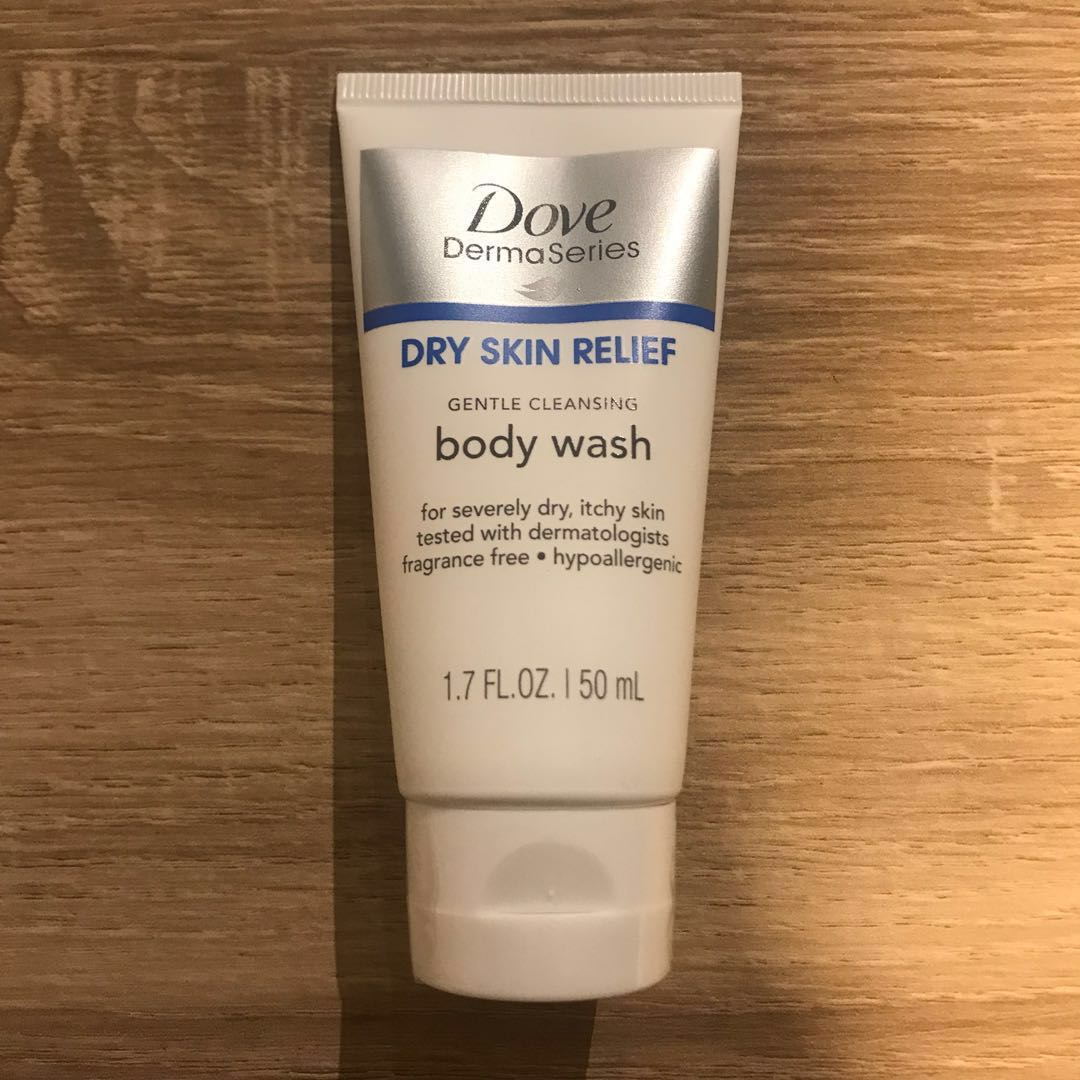 Dove
DermaSeries
DRY SKIN RELIEF
GENTLE CLEANSING
body wash
for severely dry, itchy skin
tested with dermatologists
fragrance free • hypoallergenic
1.7 FL.OZ. | 50 mL